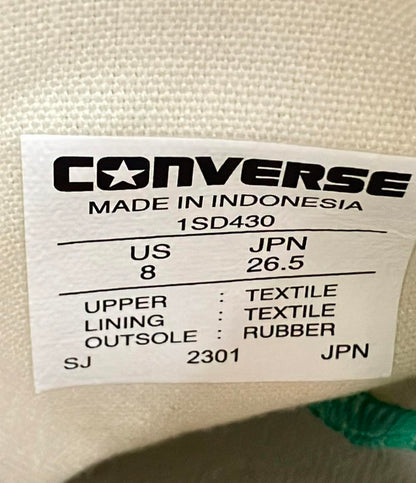 CONVERSE
MADE IN INDONESIA
1SD430
US JPN
8 26.5
UPPER : TEXTILE
LINING : TEXTILE
OUTSOLE : RUBBER
SJ 2301 JPN